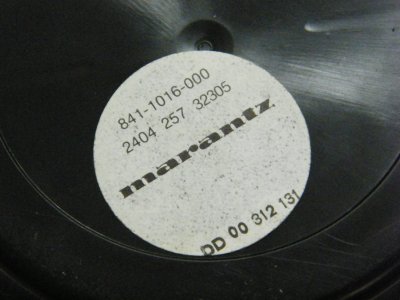 841-1016-000
2404 257 32305
marantz
DD 00 312 131